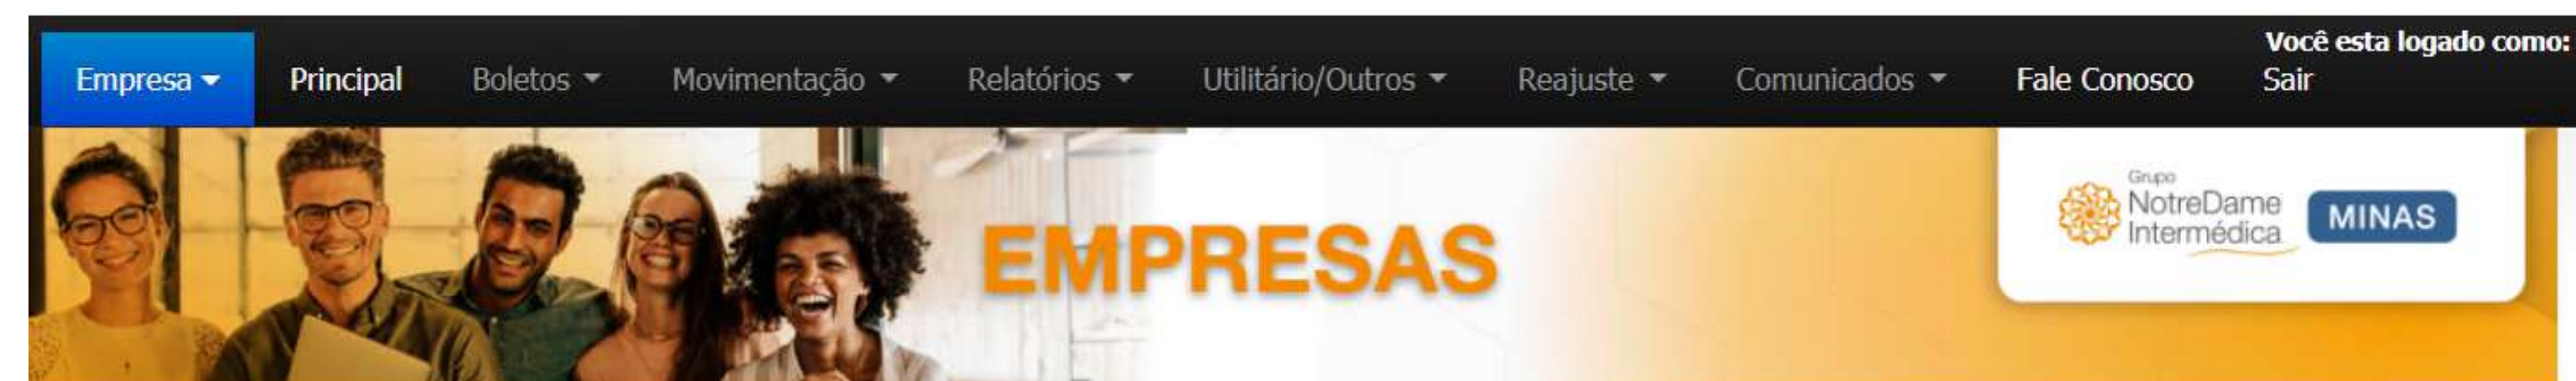 Você esta logado como:
Empresa Principal Boletos Movimentação Relatórios Utilitário/Outros Reajuste Comunicados Fale Conosco Sair
EMPRESAS
Grupo
NotreDame
Intermédica
MINAS